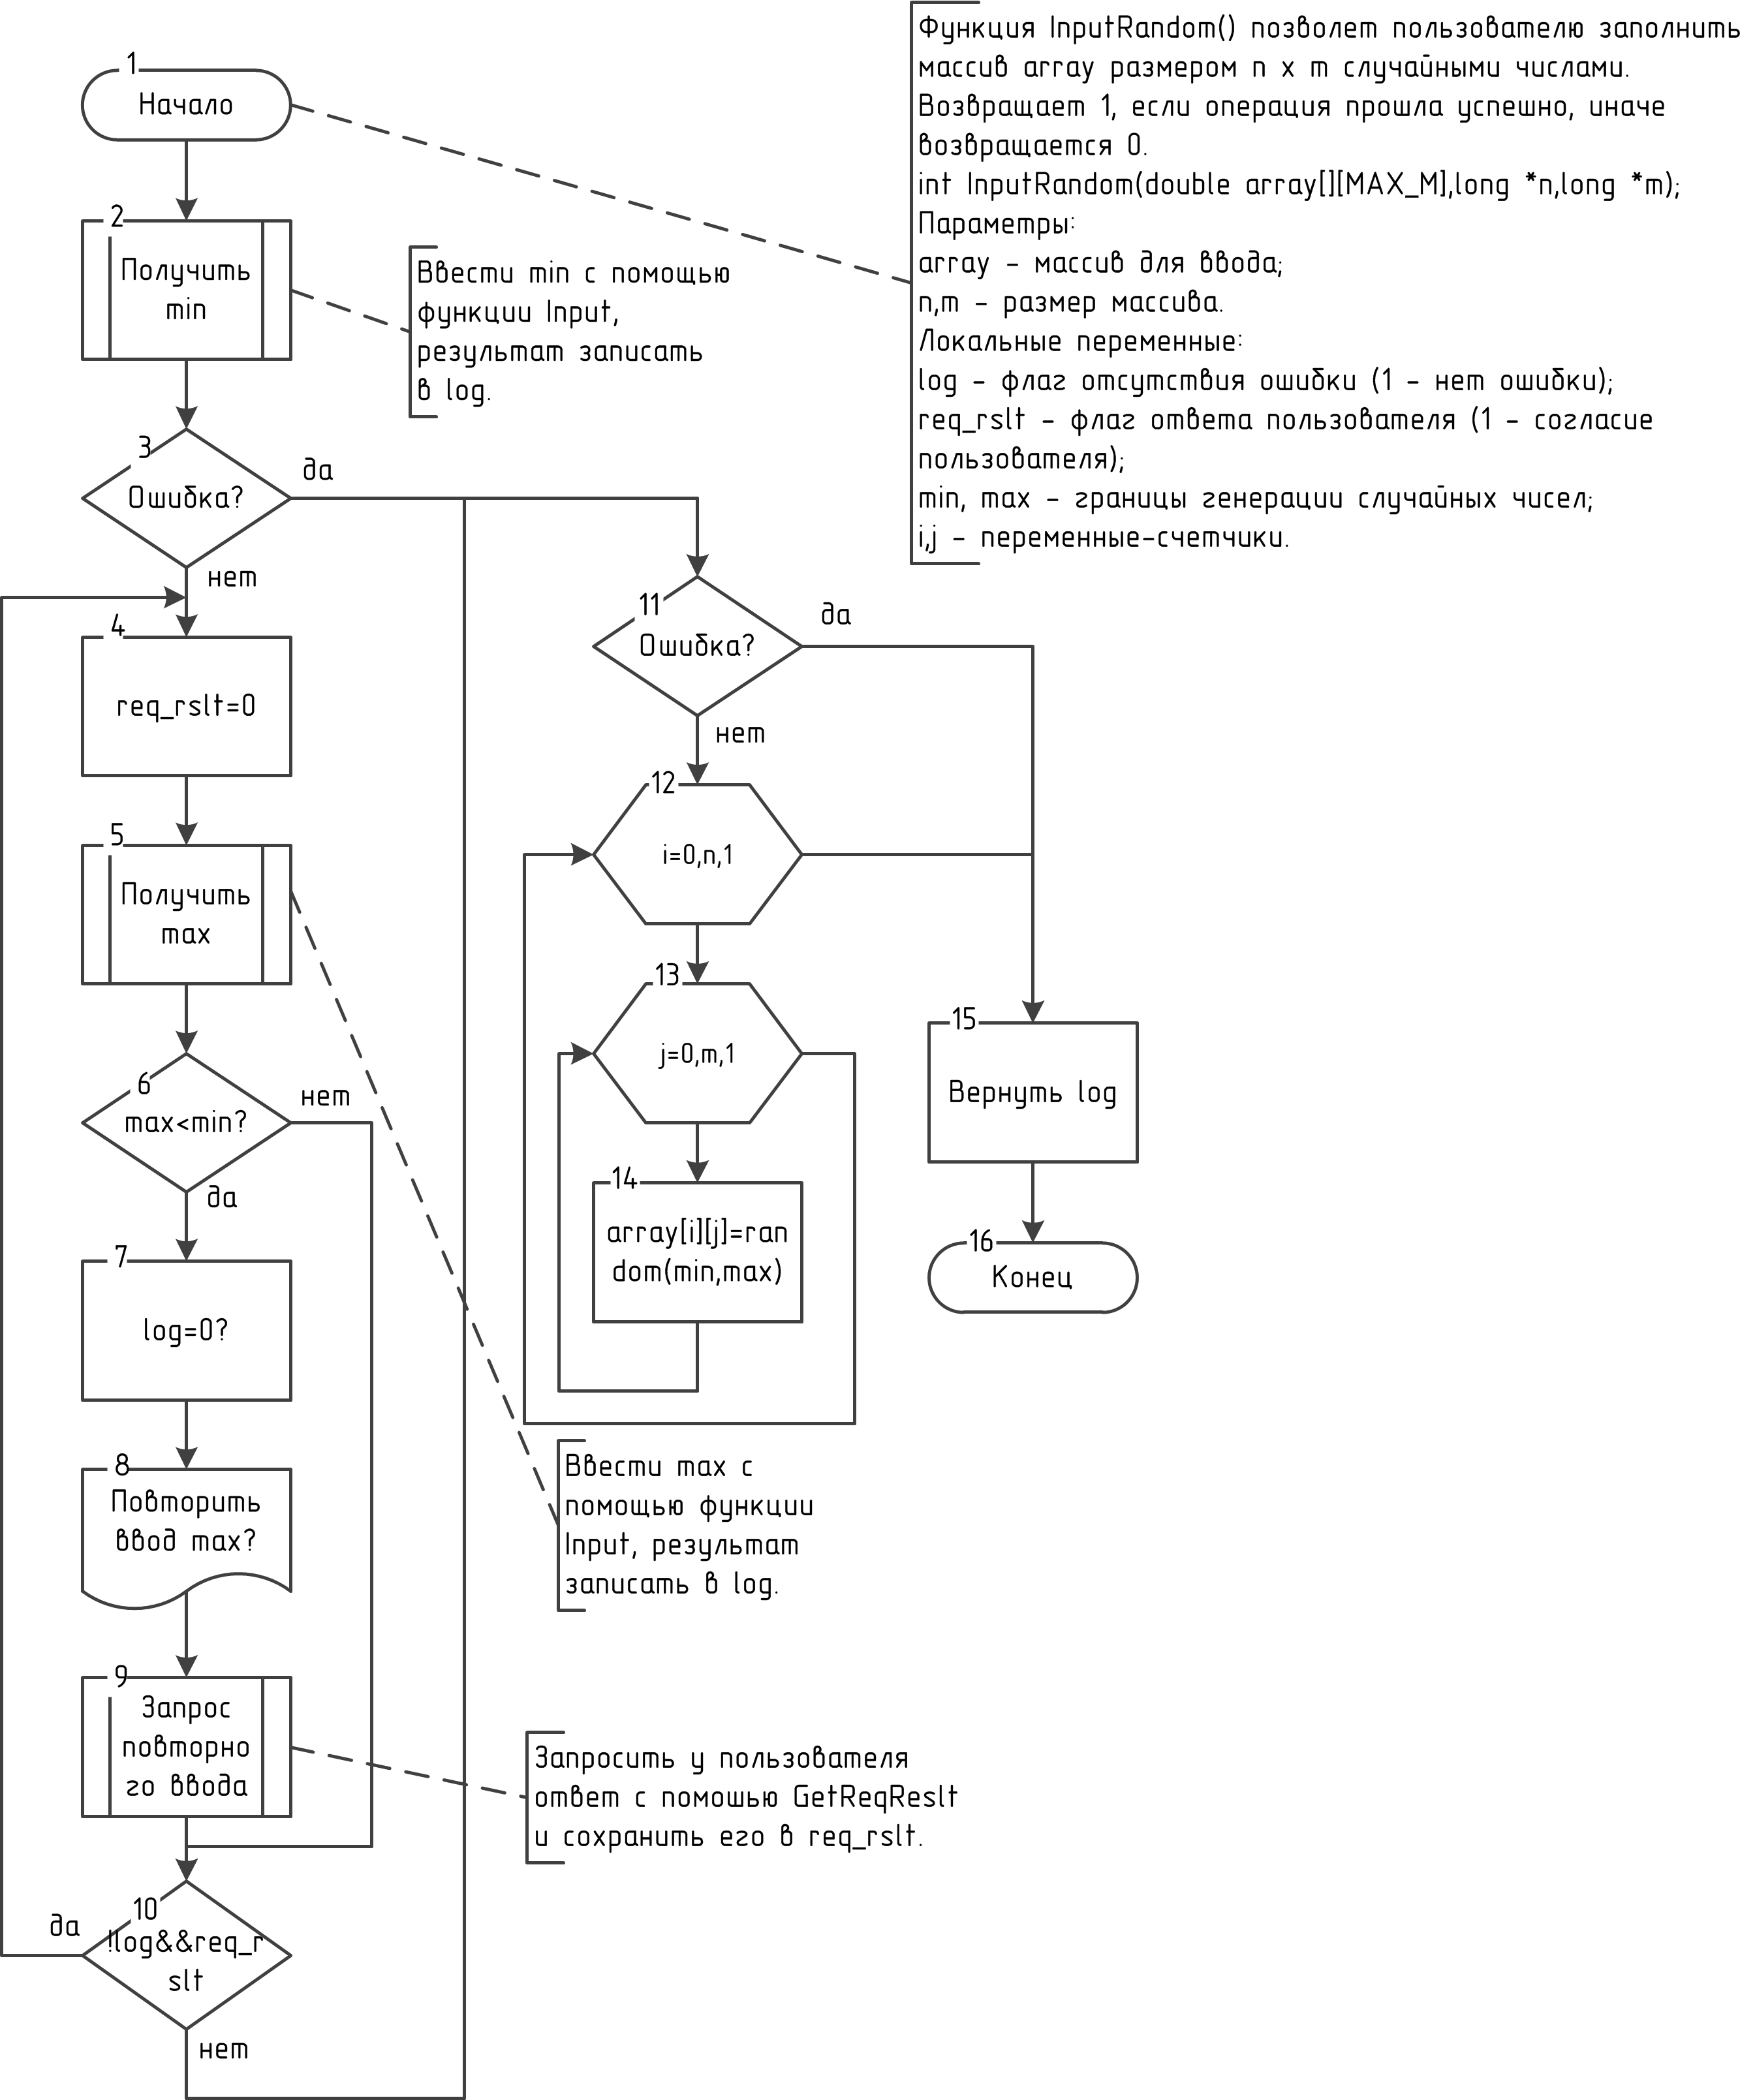 1
Начало
Функция InputRandom() позволет пользователю заполнить
массив array размером n x m случайными числами.
Возвращает 1, если операция прошла успешно, иначе
возвращается 0.
int InputRandom(double array[][MAX_M],long *n,long *m);
Параметры:
array - массив для ввода;
n,m - размер массива.
Локальные переменные:
log - флаг отсутствия ошибки (1 - нет ошибки);
req_rslt - флаг ответа пользователя (1 - согласие
пользователя);
min, max - границы генерации случайных чисел;
i,j - переменные-счетчики.
2
Получить
min
Ввести min с помощью
функции Input,
результат записать
в log.
3
Ошибка?
да
нет
4
req_rslt=0
5
Получить
max
6
max<min?
нет
да
7
log=0?
8
Повторить
ввод max?
Ввести max с
помощью функции
Input, результат
записать в log.
9
Запрос
повторно
го ввода
Запросить у пользователя
ответ с помошью GetReqReslt
и сохранить его в req_rslt.
10
!log&&req_r
slt
да
нет
11
Ошибка?
да
нет
12
i=0,n,1
13
j=0,m,1
14
array[i][j]=ran
dom(min,max)
15
Вернуть log
16
Конец